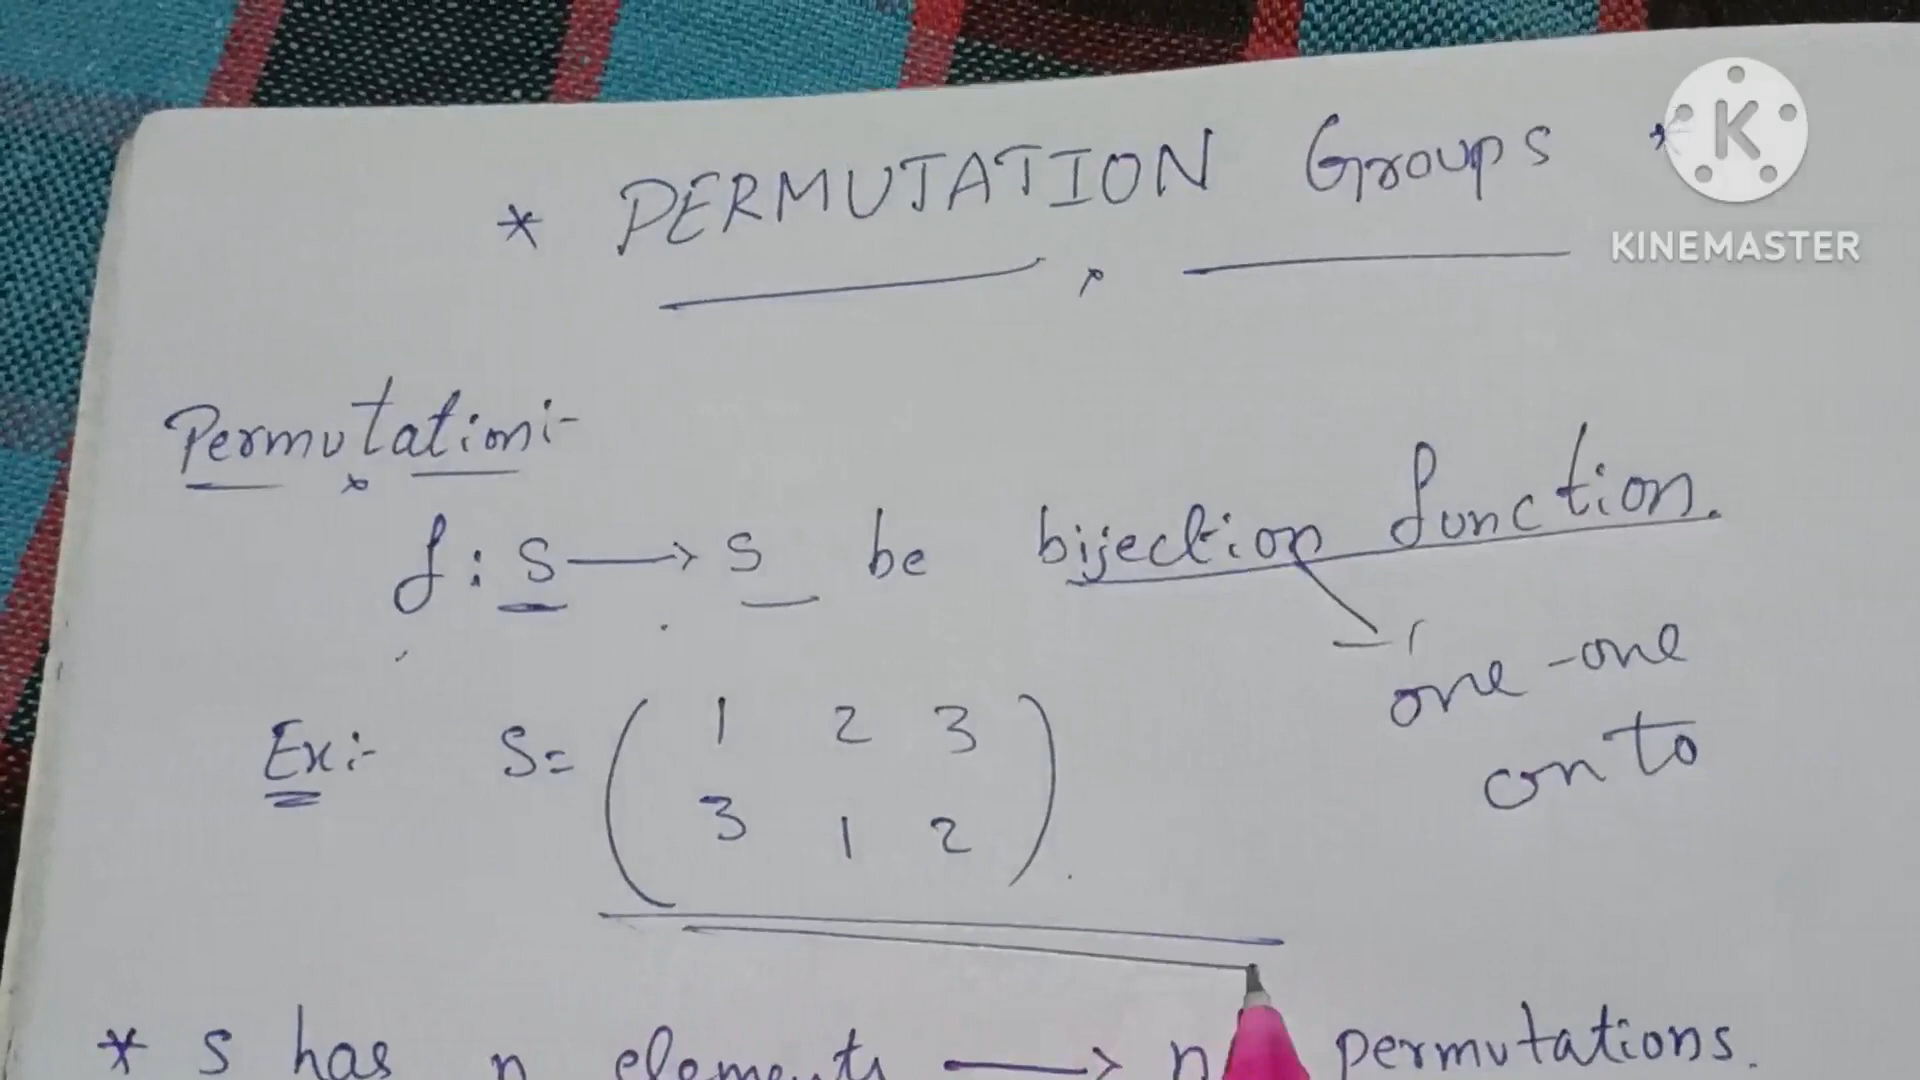 * PERMUTATION Groups *
K
KINEMASTER
Permutation:-
f : S → S be bijection function.
one-one
onto
Ex:- S = ( 1 2 3
3 1 2 ).
* S has n elements → n permutations.